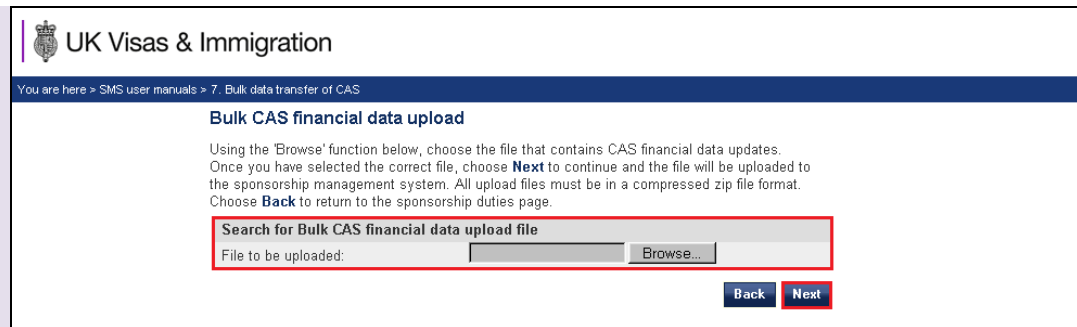 UK Visas & Immigration
You are here > SMS user manuals > 7. Bulk data transfer of CAS
Bulk CAS financial data upload
Using the 'Browse' function below, choose the file that contains CAS financial data updates.
Once you have selected the correct file, choose Next to continue and the file will be uploaded to
the sponsorship management system. All upload files must be in a compressed zip file format.
Choose Back to return to the sponsorship duties page.
Search for Bulk CAS financial data upload file
File to be uploaded: Browse...
Back Next